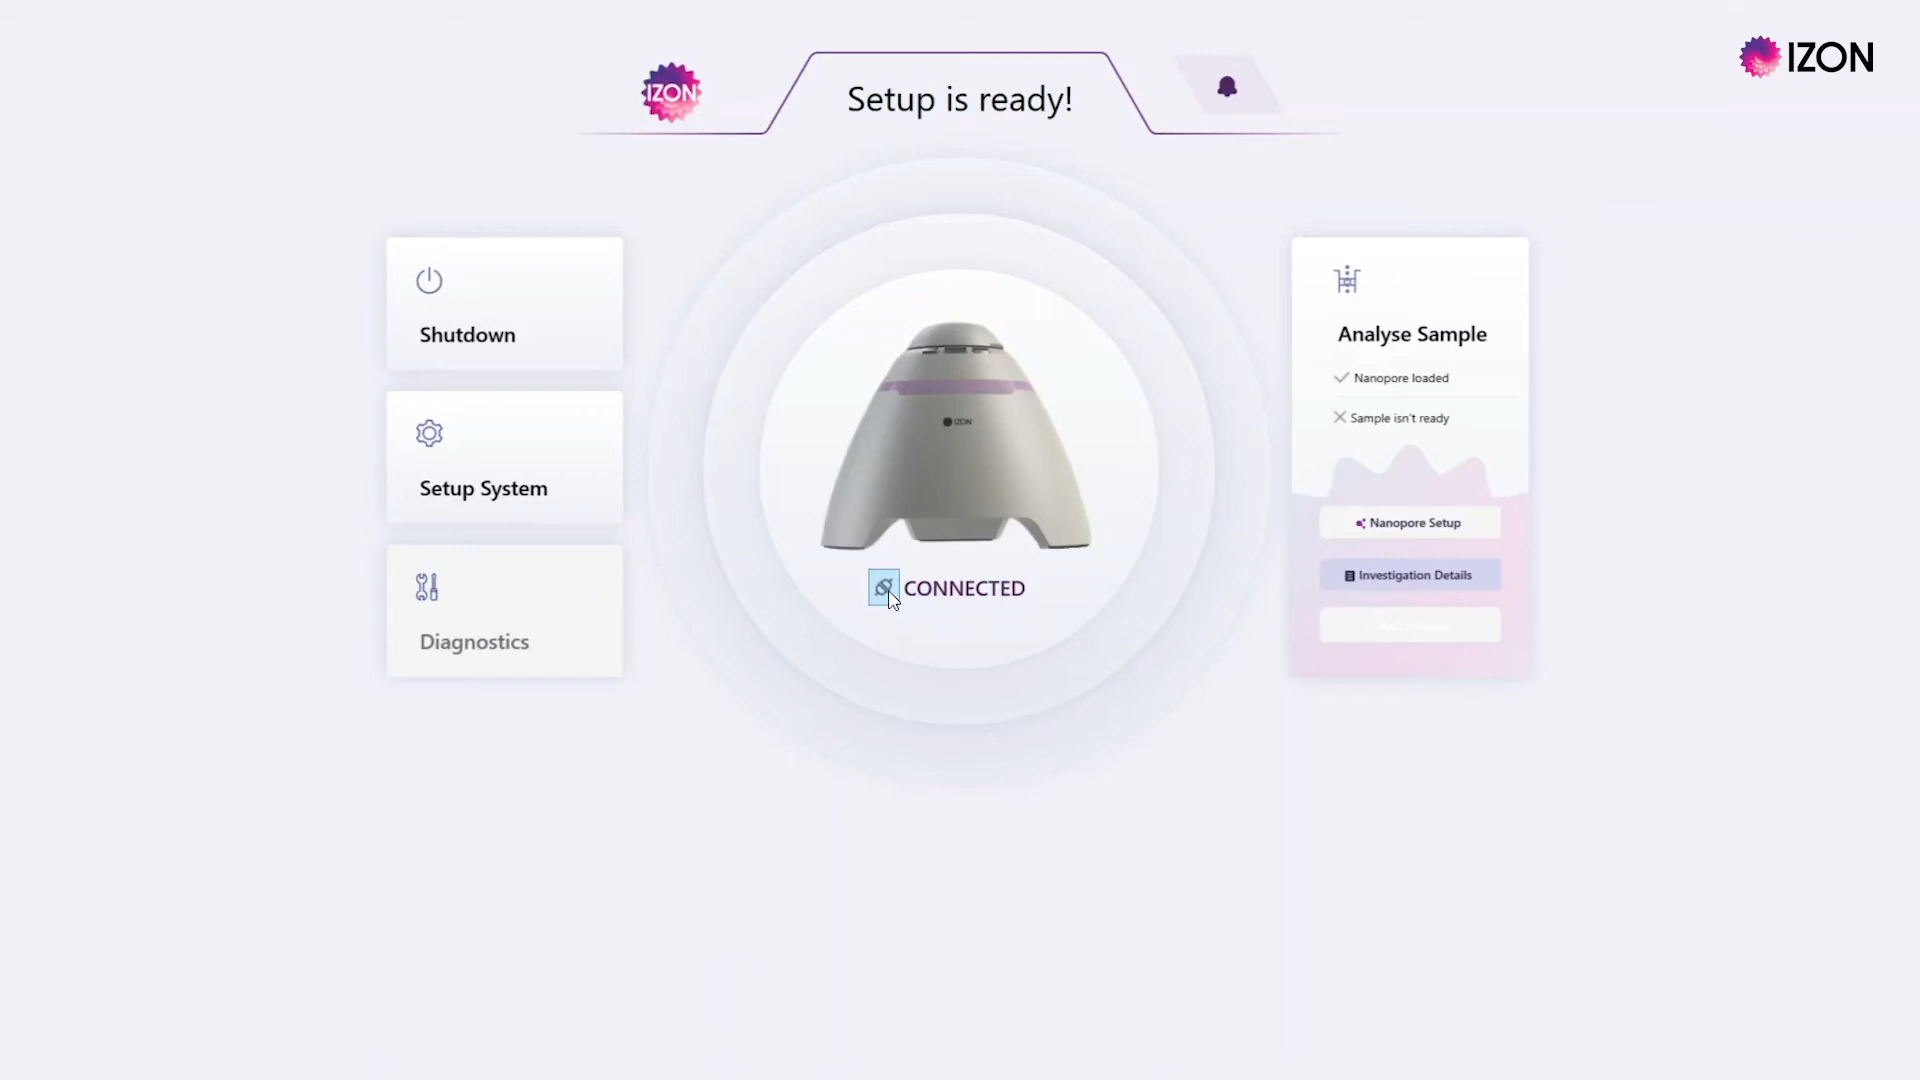 IZON
IZON
Setup is ready!
Shutdown
Setup System
Diagnostics
IZON
CONNECTED
Analyse Sample
Nanopore loaded
Sample isn't ready
Nanopore Setup
Investigation Details